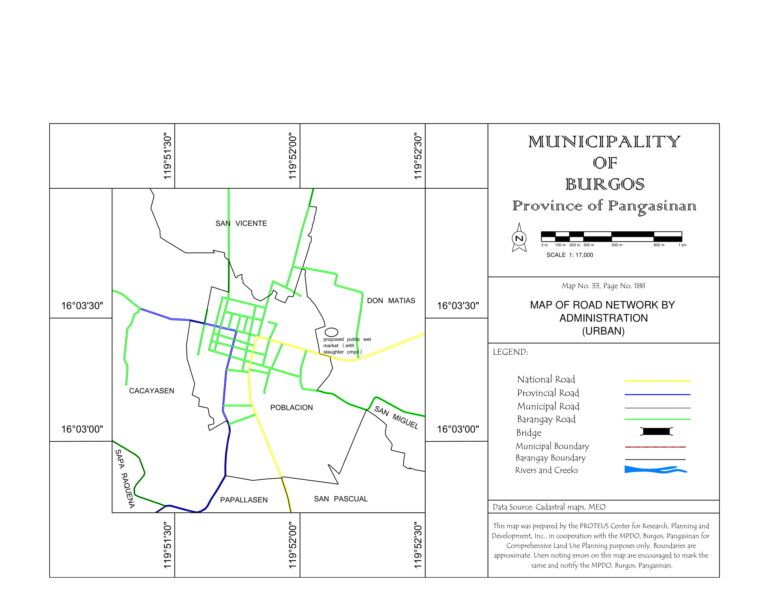 119°51'30"
119°52'00"
119°52'30"
MUNICIPALITY
OF
BURGOS
Province of Pangasinan
N
0 m 100 m 200 m 300 m 500 m 800 m 1 km
SCALE 1: 17,000
Map No. 33, Page No. 188
MAP OF ROAD NETWORK BY
ADMINISTRATION
(URBAN)
LEGEND:
National Road
Provincial Road
Municipal Road
Barangay Road
Bridge
Municipal Boundary
Barangay Boundary
Rivers and Creeks
Data Source: Cadastral maps, MEO
This map was prepared by the PROTEUS Center for Research, Planning and
Development, Inc., in cooperation with the MPDO, Burgos, Pangasinan for
Comprehensive Land Use Planning purposes only. Boundaries are
approximate. Users noting errors on this map are encouraged to mark the
same and notify the MPDO, Burgos, Pangasinan.
SAN VICENTE
16°03'30"
DON MATIAS
16°03'30"
proposed public wet
market (with
slaughter cmpd)
CACAYASEN
POBLACION
SAN MIGUEL
16°03'00"
16°03'00"
SAPA RAQUENA
PAPALLASEN
SAN PASCUAL
119°51'30"
119°52'00"
119°52'30"